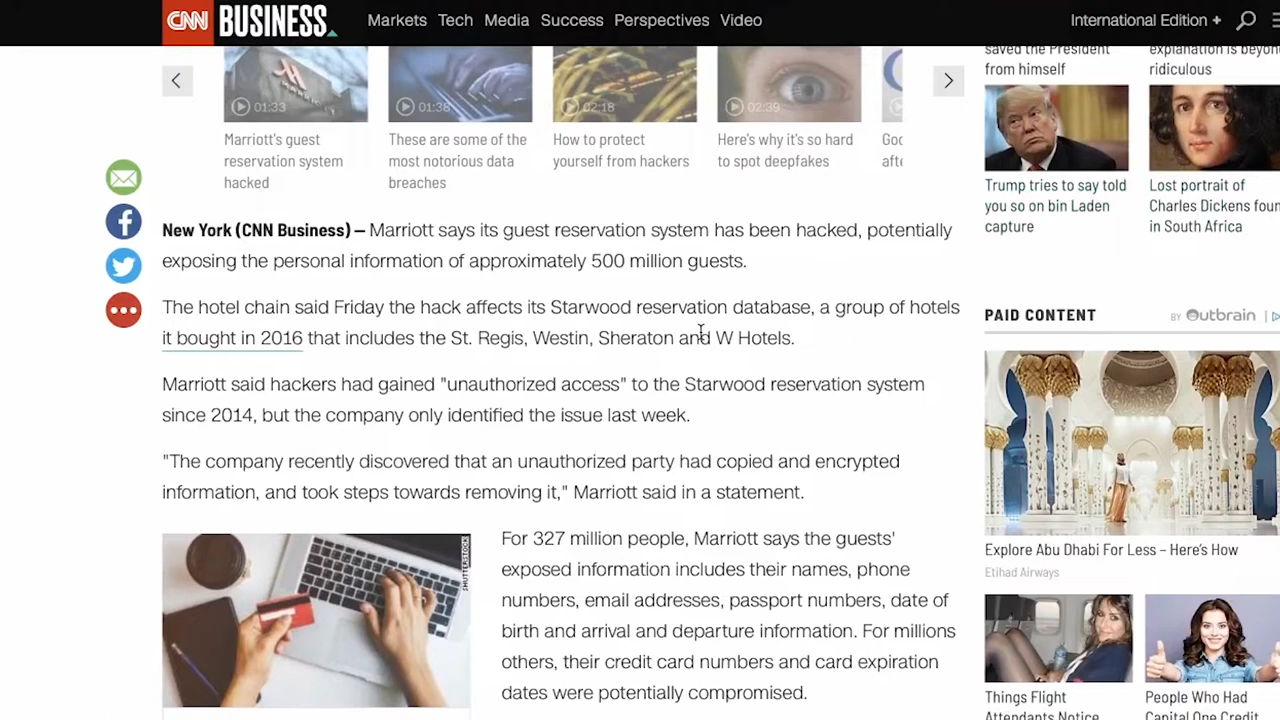 CNN BUSINESS Markets Tech Media Success Perspectives Video International Edition +
01:33
01:38
02:18
02:39
Marriott's guest
reservation system
hacked
These are some of the
most notorious data
breaches
How to protect
yourself from hackers
Here's why it's so hard
to spot deepfakes
saved the President
from himself
explanation is beyon
ridiculous
Trump tries to say told
you so on bin Laden
capture
Lost portrait of
Charles Dickens foun
in South Africa
New York (CNN Business) — Marriott says its guest reservation system has been hacked, potentially
exposing the personal information of approximately 500 million guests.
The hotel chain said Friday the hack affects its Starwood reservation database, a group of hotels
it bought in 2016 that includes the St. Regis, Westin, Sheraton and W Hotels.
Marriott said hackers had gained "unauthorized access" to the Starwood reservation system
since 2014, but the company only identified the issue last week.
"The company recently discovered that an unauthorized party had copied and encrypted
information, and took steps towards removing it," Marriott said in a statement.
SHUTTERSTOCK
For 327 million people, Marriott says the guests'
exposed information includes their names, phone
numbers, email addresses, passport numbers, date of
birth and arrival and departure information. For millions
others, their credit card numbers and card expiration
dates were potentially compromised.
PAID CONTENT BY Outbrain
Explore Abu Dhabi For Less – Here's How
Etihad Airways
Things Flight
Attendants Notice
People Who Had
Capital One Credit